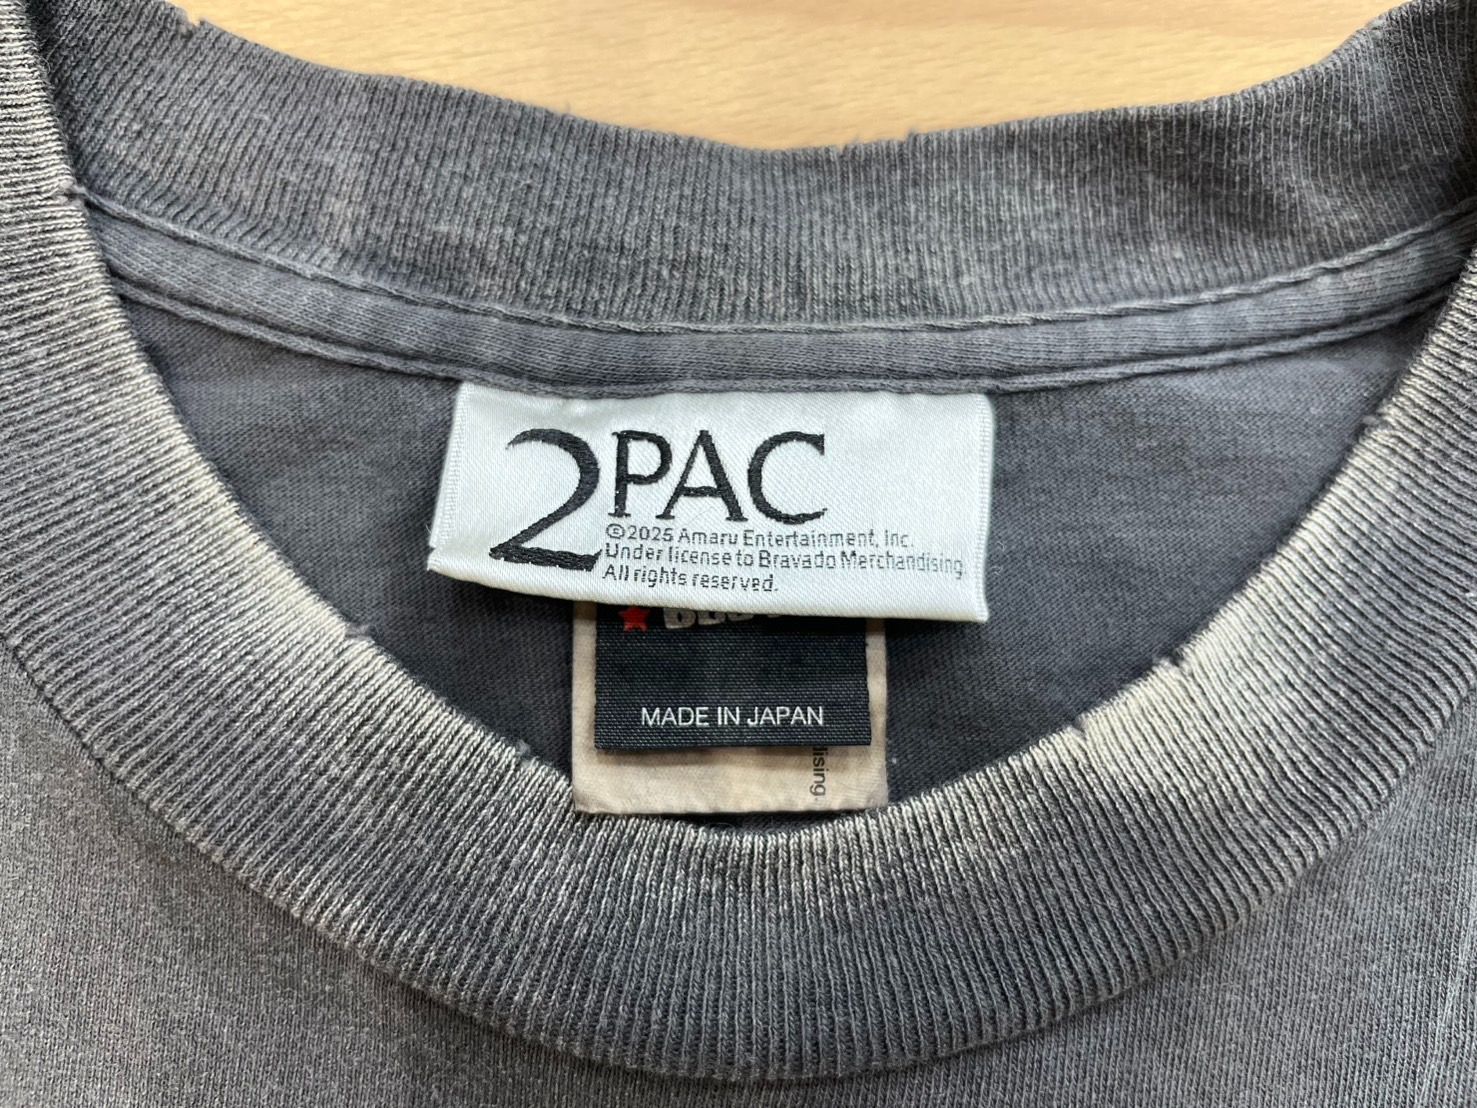 2PAC
©2025 Amaru Entertainment, Inc.
Under license to Bravado Merchandising
All rights reserved.
MADE IN JAPAN